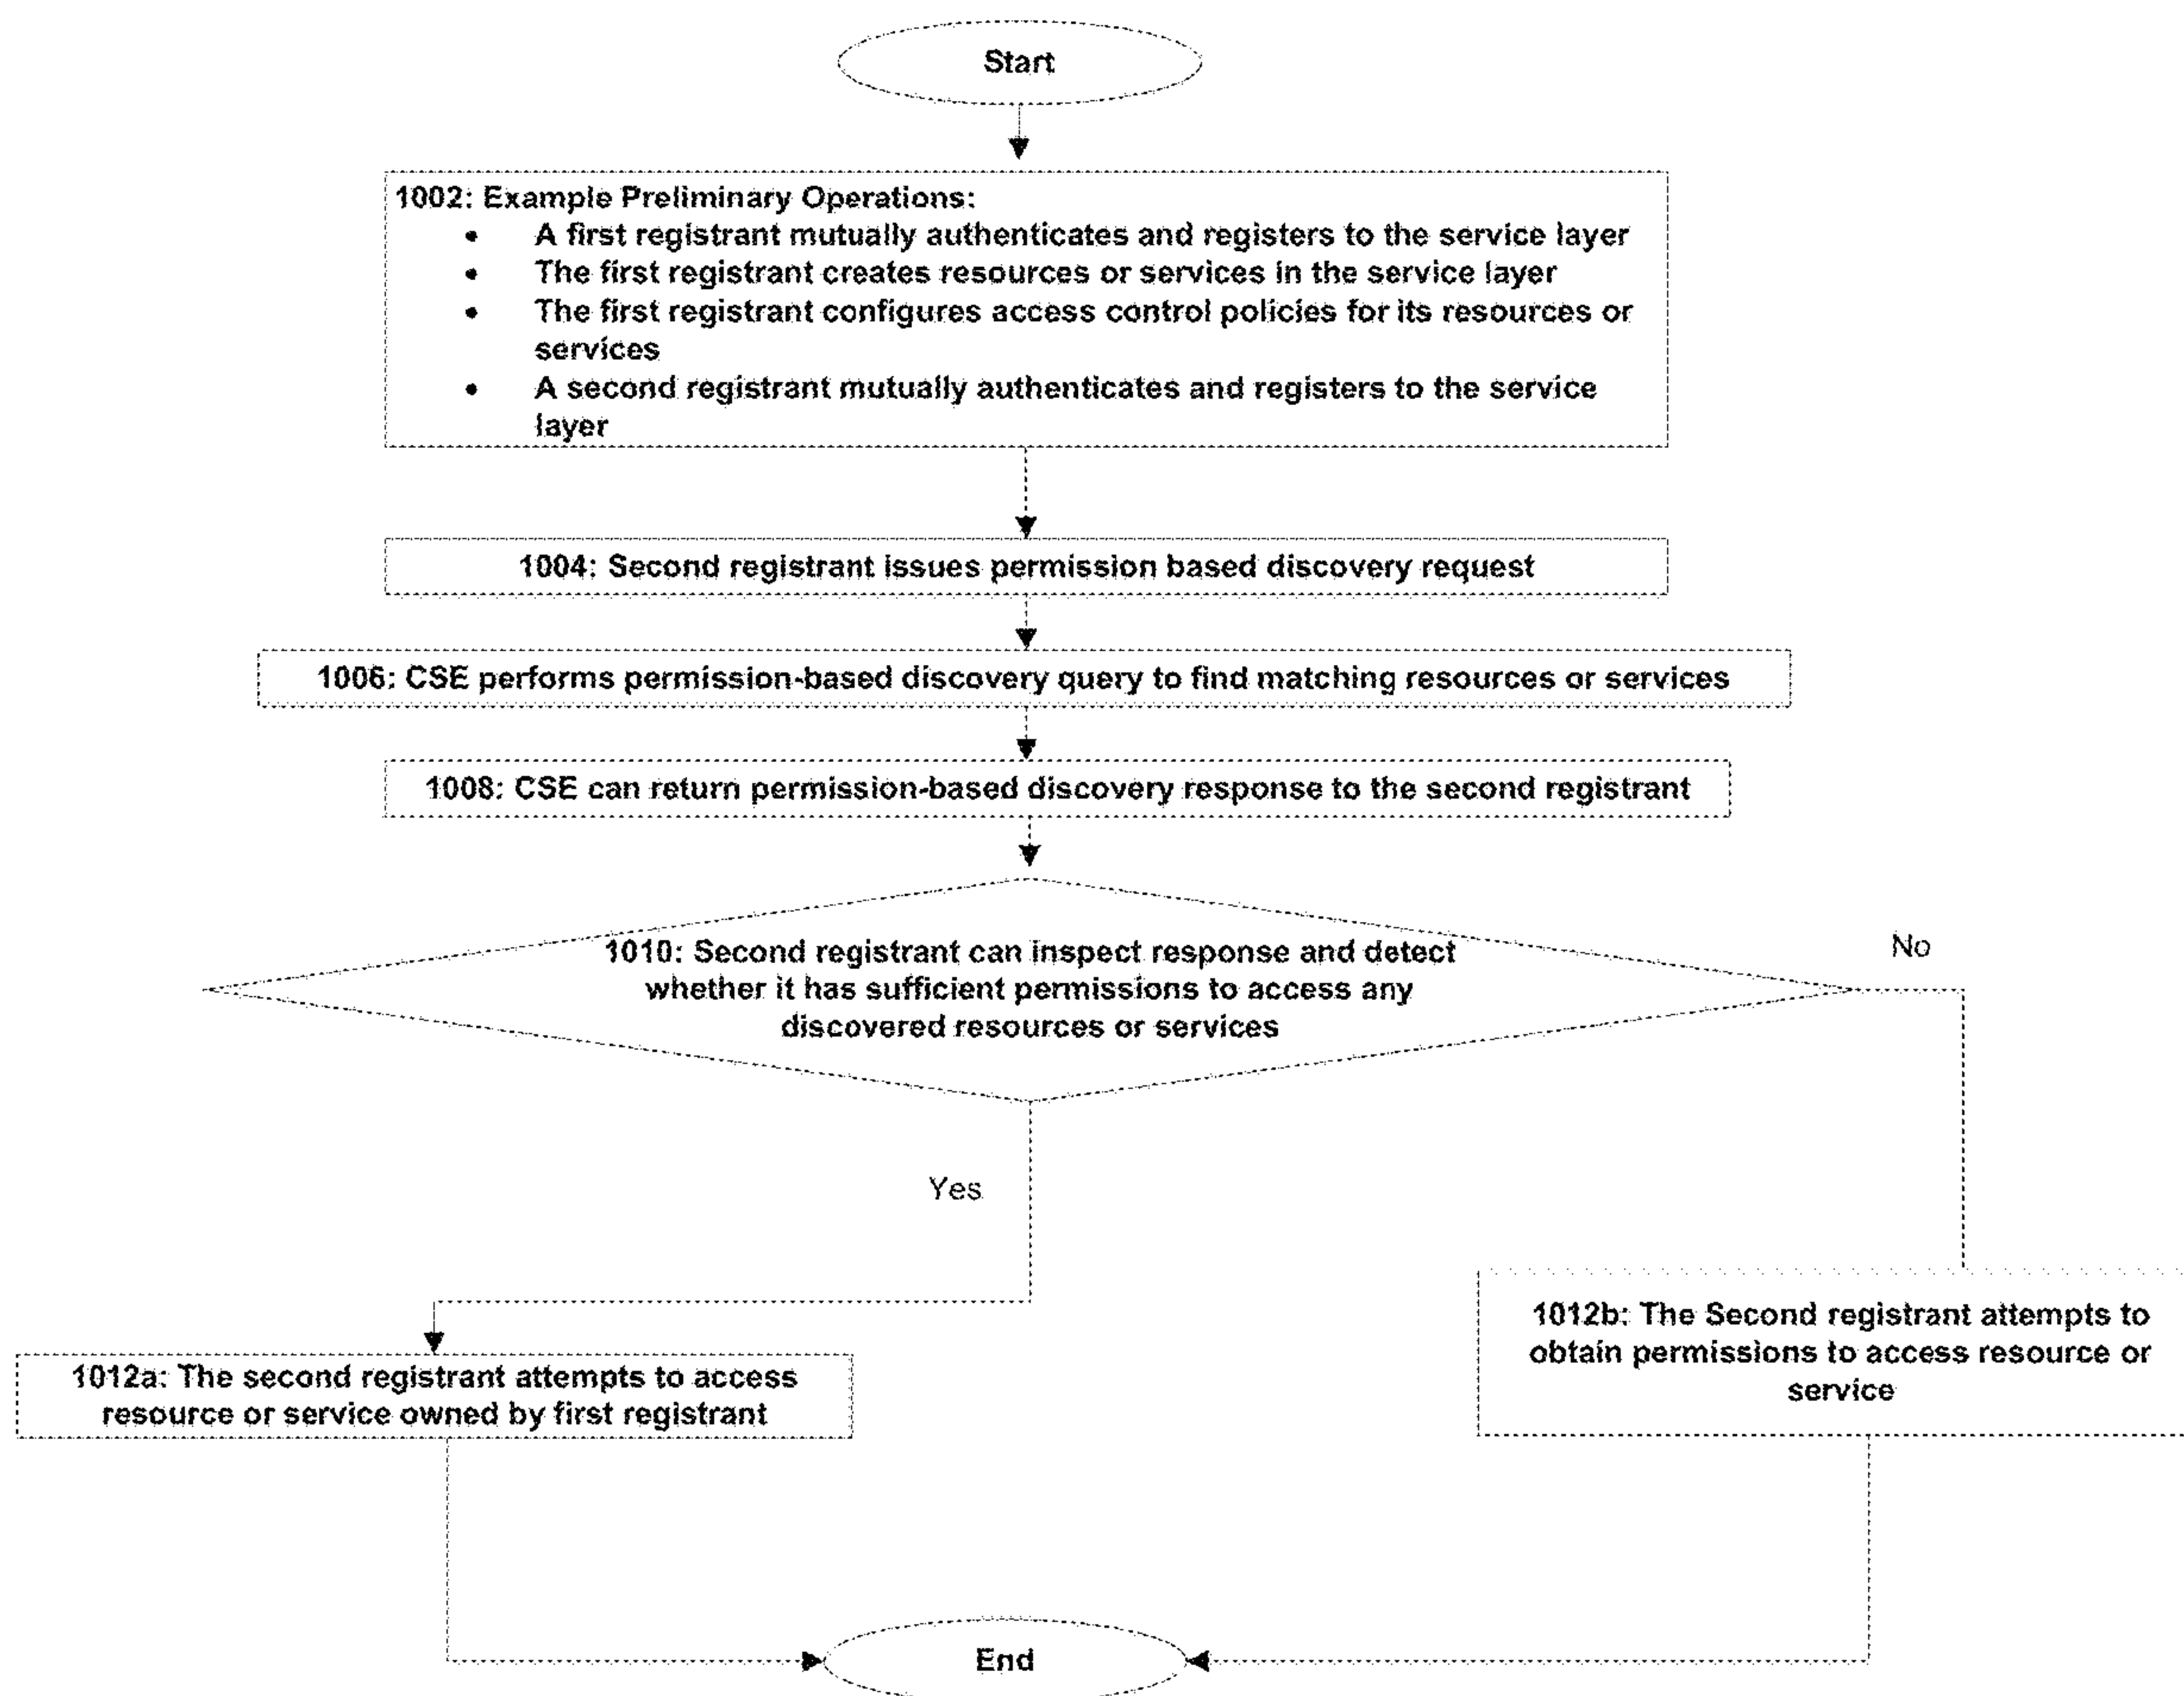 Start
1002: Example Preliminary Operations:
• A first registrant mutually authenticates and registers to the service layer
• The first registrant creates resources or services in the service layer
• The first registrant configures access control policies for its resources or
services
• A second registrant mutually authenticates and registers to the service
layer
1004: Second registrant issues permission based discovery request
1006: CSE performs permission-based discovery query to find matching resources or services
1008: CSE can return permission-based discovery response to the second registrant
1010: Second registrant can inspect response and detect
whether it has sufficient permissions to access any
discovered resources or services
No
Yes
1012b: The Second registrant attempts to
obtain permissions to access resource or
service
1012a: The second registrant attempts to access
resource or service owned by first registrant
End